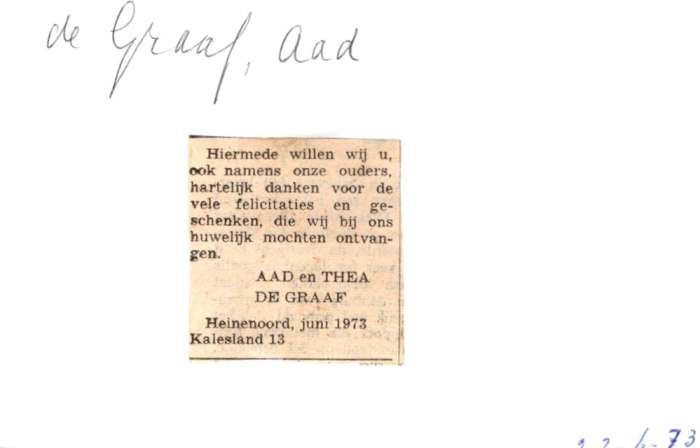 de Graaf, Aad
Hiermede willen wij u,
ook namens onze ouders,
hartelijk danken voor de
vele felicitaties en ge-
schenken, die wij bij ons
huwelijk mochten ontvan-
gen.
AAD en THEA
DE GRAAF
Heinenoord, juni 1973
Kalesland 13